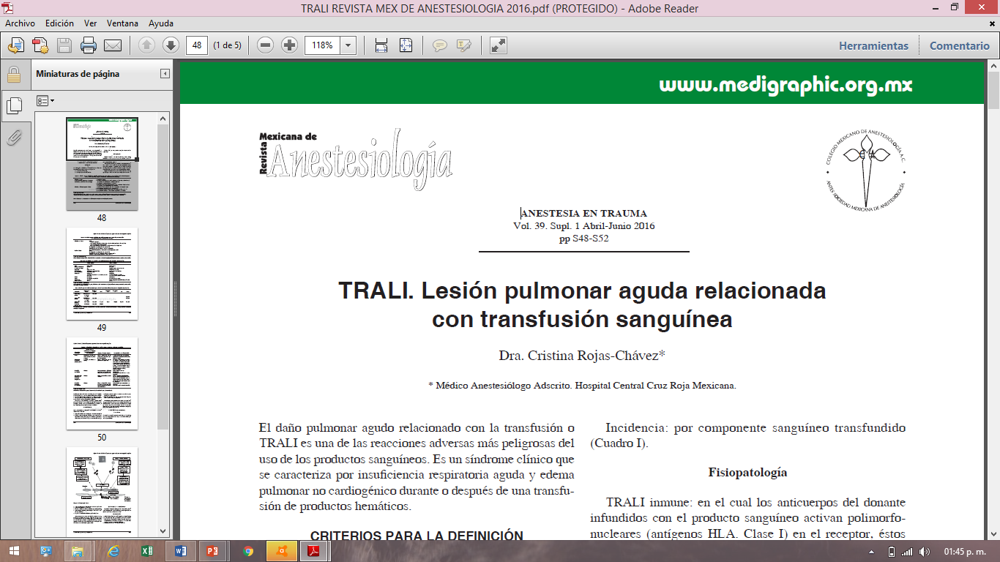 TRALI REVISTA MEX DE ANESTESIOLOGIA 2016.pdf (PROTEGIDO) - Adobe Reader
Archivo Edición Ver Ventana Ayuda
48 (1 de 5) 118% Herramientas Comentario
Miniaturas de página
48
49
50
www.medigraphic.org.mx
Revista
Mexicana de
Anestesiología
COLEGIO MEXICANO DE ANESTESIOLOGÍA A.C.
ANTES SOCIEDAD MEXICANA DE ANESTESIOLOGÍA
ANESTESIA EN TRAUMA
Vol. 39. Supl. 1 Abril-Junio 2016
pp S48-S52
TRALI. Lesión pulmonar aguda relacionada
con transfusión sanguínea
Dra. Cristina Rojas-Chávez*
* Médico Anestesiólogo Adscrito. Hospital Central Cruz Roja Mexicana.
El daño pulmonar agudo relacionado con la transfusión o
TRALI es una de las reacciones adversas más peligrosas del
uso de los productos sanguíneos. Es un síndrome clínico que
se caracteriza por insuficiencia respiratoria aguda y edema
pulmonar no cardiogénico durante o después de una transfu-
sión de productos hemáticos.
CRITERIOS PARA LA DEFINICIÓN
Incidencia: por componente sanguíneo transfundido
(Cuadro I).
Fisiopatología
TRALI inmune: en el cual los anticuerpos del donante
infundidos con el producto sanguíneo activan polimorfo-
nucleares (antígenos HLA. Clase I) en el receptor, éstos
01:45 p. m.